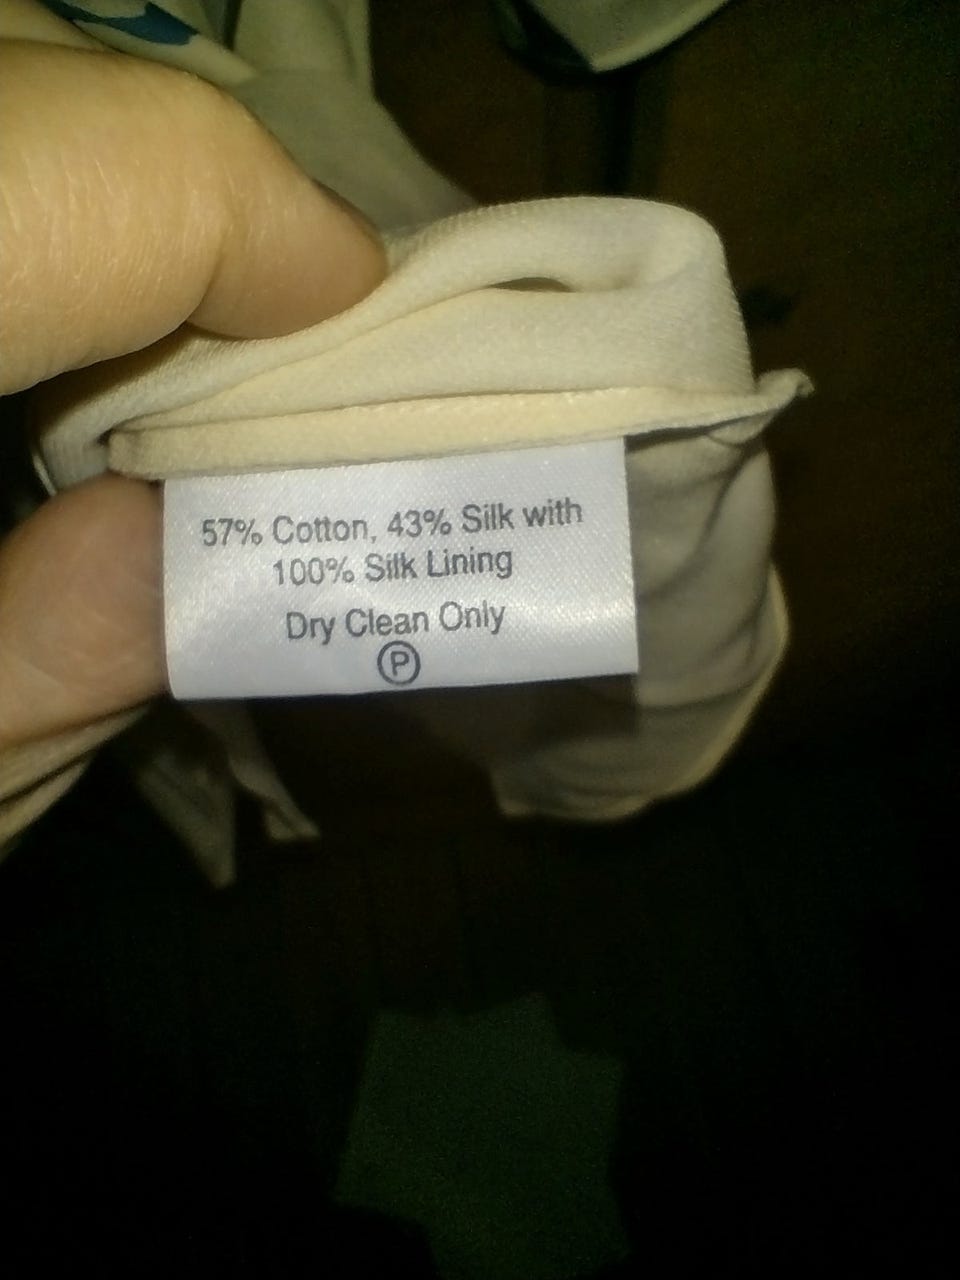 57% Cotton, 43% Silk with
100% Silk Lining
Dry Clean Only
P